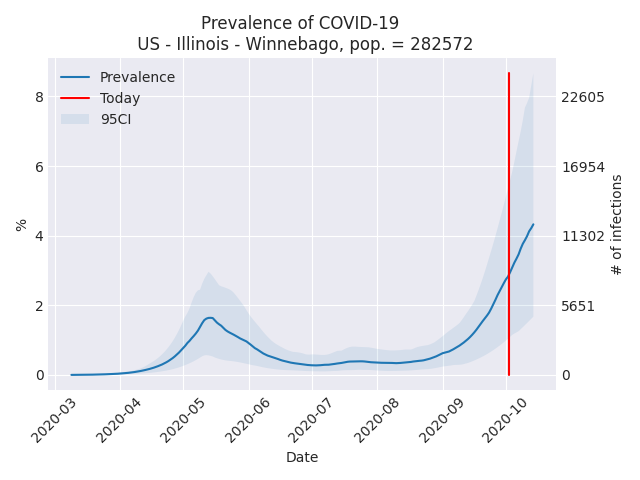 Prevalence of COVID-19
US - Illinois - Winnebago, pop. = 282572
Prevalence
Today
95CI
%
8
6
4
2
0
22605
16954
11302
5651
0
# of infections
2020-03
2020-04
2020-05
2020-06
2020-07
2020-08
2020-09
2020-10
Date